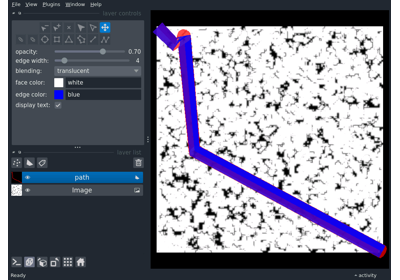 File View Plugins Window Help
layer controls
opacity: 0.70
edge width: 4
blending: translucent
face color: white
edge color: blue
display text:
layer list
path
Image
Ready
activity